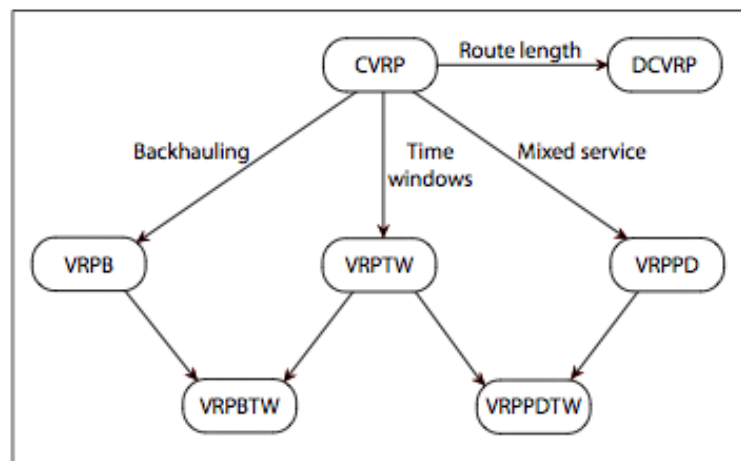 Route length
CVRP
DCVRP
Backhauling
Time
windows
Mixed service
VRPB
VRPTW
VRPPD
VRPBTW
VRPPDTW